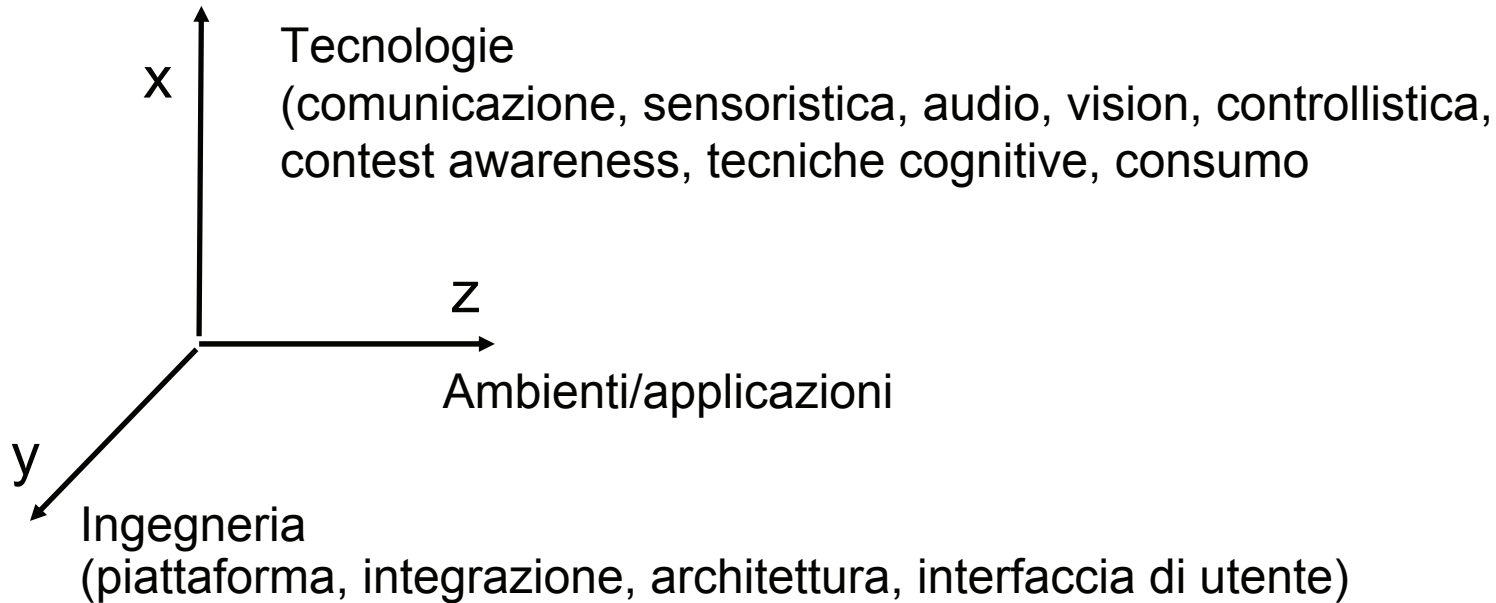 x
Tecnologie
(comunicazione, sensoristica, audio, vision, controllistica,
contest awareness, tecniche cognitive, consumo
z
Ambienti/applicazioni
y
Ingegneria
(piattaforma, integrazione, architettura, interfaccia di utente)